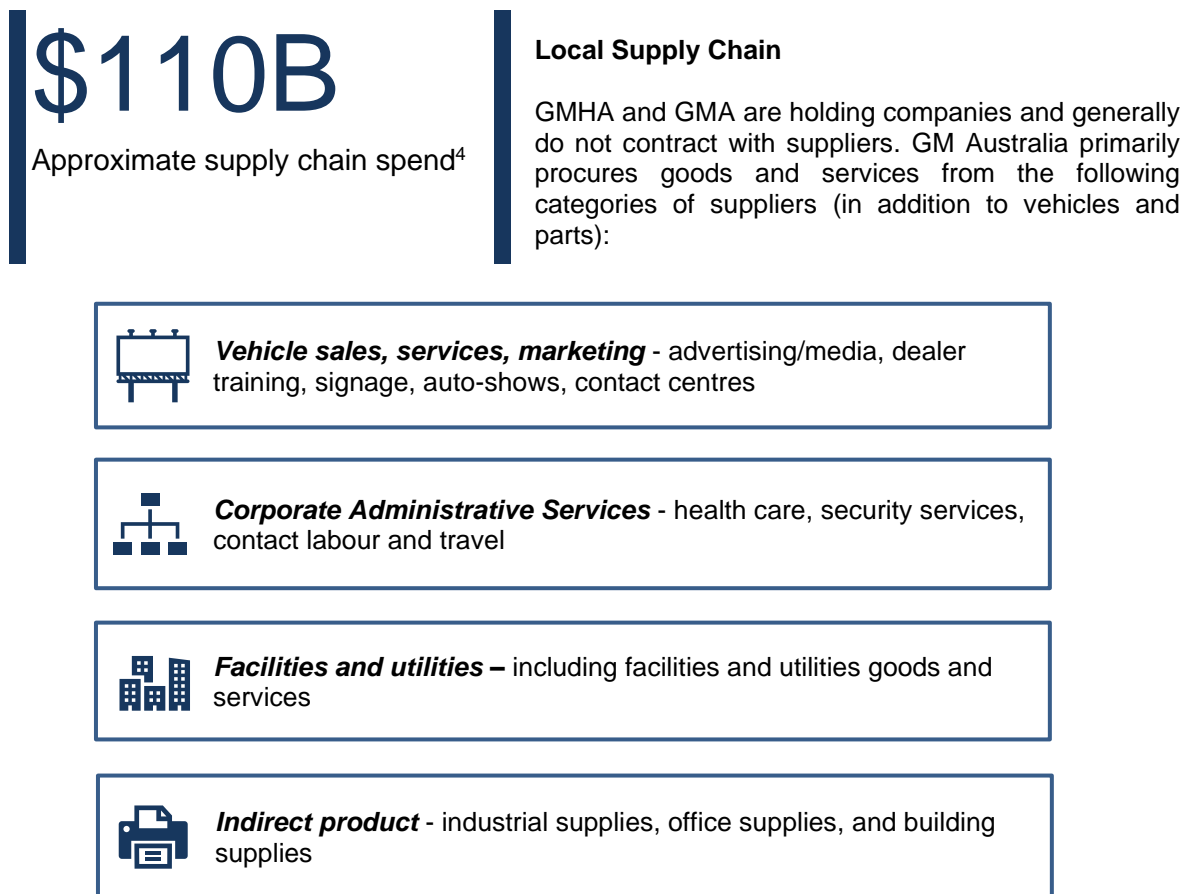 $110B
Approximate supply chain spend4
Local Supply Chain
GMHA and GMA are holding companies and generally
do not contract with suppliers. GM Australia primarily
procures goods and services from the following
categories of suppliers (in addition to vehicles and
parts):
Vehicle sales, services, marketing - advertising/media, dealer
training, signage, auto-shows, contact centres
Corporate Administrative Services - health care, security services,
contact labour and travel
Facilities and utilities – including facilities and utilities goods and
services
Indirect product - industrial supplies, office supplies, and building
supplies